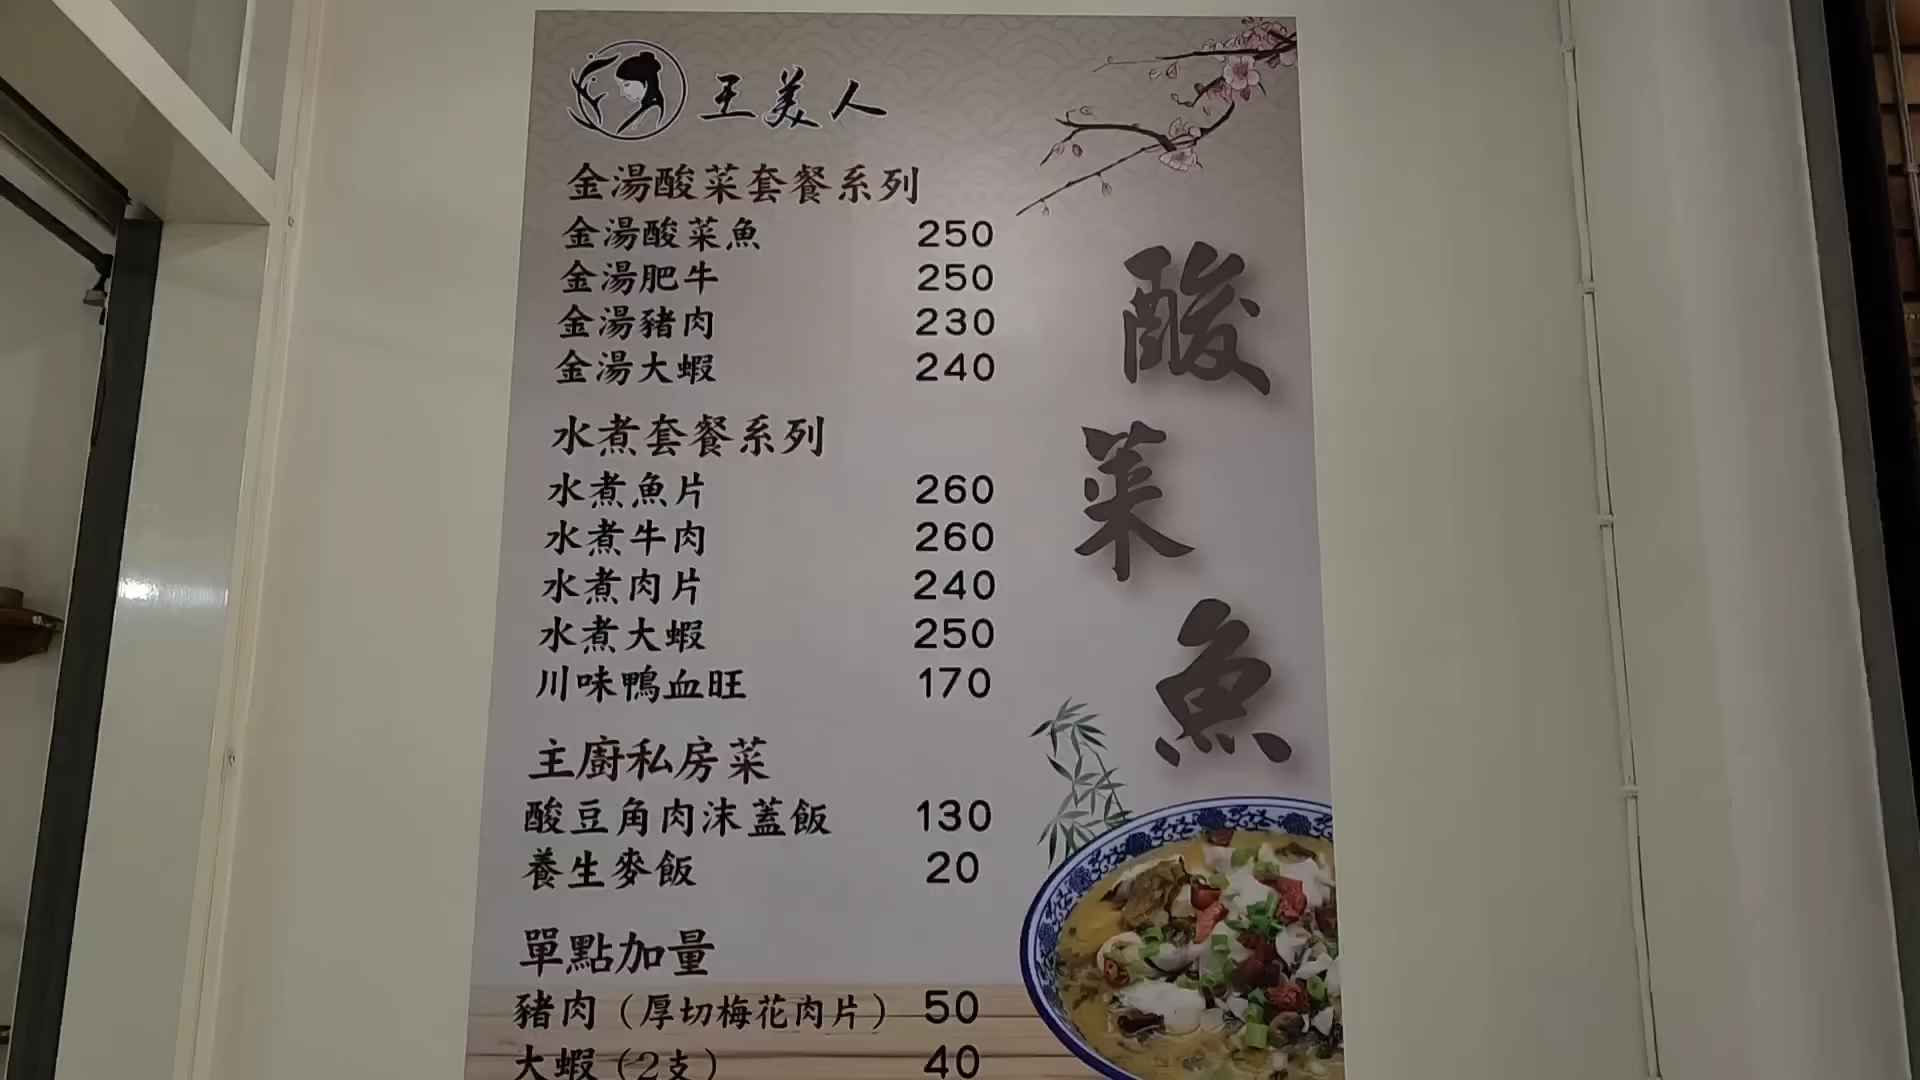 王美人
金湯酸菜套餐系列
金湯酸菜魚 250
金湯肥牛 250
金湯豬肉 230
金湯大蝦 240
水煮套餐系列
水煮魚片 260
水煮牛肉 260
水煮肉片 240
水煮大蝦 250
川味鴨血旺 170
主廚私房菜
酸豆角肉沫蓋飯 130
養生麥飯 20
單點加量
豬肉（厚切梅花肉片） 50
大蝦（2支） 40
酸菜魚